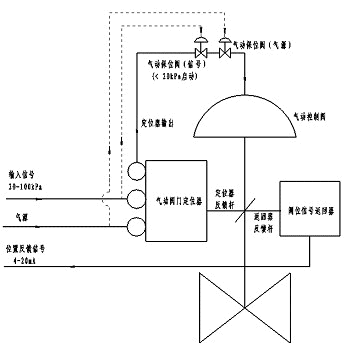 气动保位阀（气源）
气动保位阀（信号）
(< 20kPa启动)
气动控制阀
定位器输出
输入信号
20-100kPa
气动阀门定位器
定位器
反馈杆
返回器
反馈杆
阀位信号返回器
气源
位置反馈信号
4-20mA